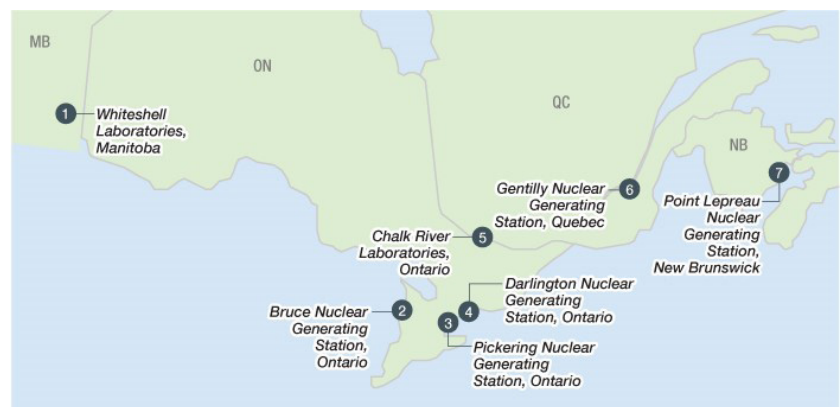 MB
ON
QC
NB
1
Whiteshell
Laboratories,
Manitoba
7
Point Lepreau
Nuclear
Generating
Station,
New Brunswick
6
Gentilly Nuclear
Generating
Station, Quebec
5
Chalk River
Laboratories,
Ontario
4
Darlington Nuclear
Generating
Station, Ontario
2
Bruce Nuclear
Generating
Station,
Ontario
3
Pickering Nuclear
Generating
Station, Ontario